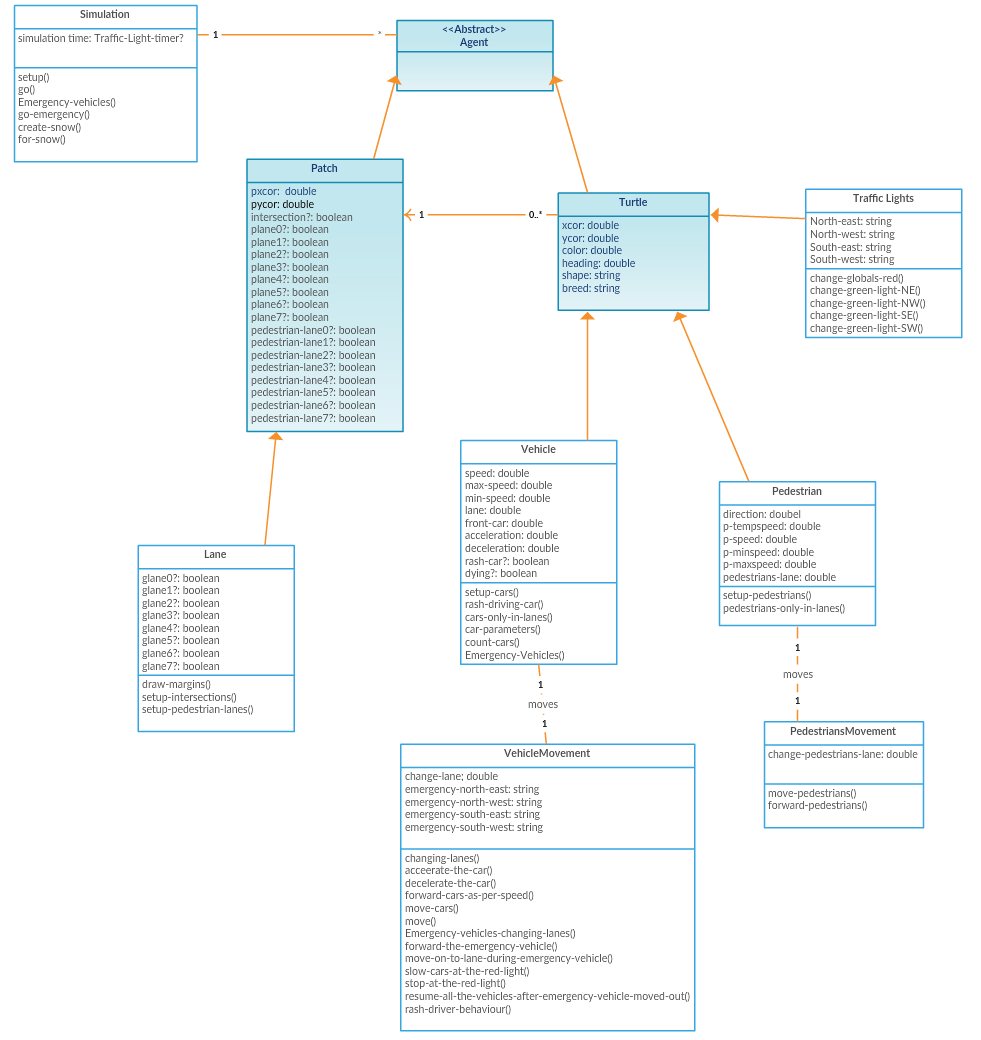 Simulation
simulation time: Traffic-Light-timer?
setup()
go()
Emergency-vehicles()
go-emergency()
create-snow()
for-snow()
1
*
<<Abstract>>
Agent
Patch
pxcor:  double
pycor: double
intersection?: boolean
plane0?: boolean
plane1?: boolean
plane2?: boolean
plane3?: boolean
plane4?: boolean
plane5?: boolean
plane6?: boolean
plane7?: boolean
pedestrian-lane0?: boolean
pedestrian-lane1?: boolean
pedestrian-lane2?: boolean
pedestrian-lane3?: boolean
pedestrian-lane4?: boolean
pedestrian-lane5?: boolean
pedestrian-lane6?: boolean
pedestrian-lane7?: boolean
1
0..*
Turtle
xcor: double
ycor: double
color: double
heading: double
shape: string
breed: string
Traffic Lights
North-east: string
North-west: string
South-east: string
South-west: string
change-globals-red()
change-green-light-NE()
change-green-light-NW()
change-green-light-SE()
change-green-light-SW()
Lane
glane0?: boolean
glane1?: boolean
glane2?: boolean
glane3?: boolean
glane4?: boolean
glane5?: boolean
glane6?: boolean
glane7?: boolean
draw-margins()
setup-intersections()
setup-pedestrian-lanes()
Vehicle
speed: double
max-speed: double
min-speed: double
lane: double
front-car: double
acceleration: double
deceleration: double
rash-car?: boolean
dying?: boolean
setup-cars()
rash-driving-car()
cars-only-in-lanes()
car-parameters()
count-cars()
Emergency-Vehicles()
1
moves
1
Pedestrian
direction: doubel
p-tempspeed: double
p-speed: double
p-minspeed: double
p-maxspeed: double
pedestrians-lane: double
setup-pedestrians()
pedestrians-only-in-lanes()
1
moves
1
VehicleMovement
change-lane; double
emergency-north-east: string
emergency-north-west: string
emergency-south-east: string
emergency-south-west: string
changing-lanes()
acceerate-the-car()
decelerate-the-car()
forward-cars-as-per-speed()
move-cars()
move()
Emergency-vehicles-changing-lanes()
forward-the-emergency-vehicle()
move-on-to-lane-during-emergency-vehicle()
slow-cars-at-the-red-light()
stop-at-the-red-light()
resume-all-the-vehicles-after-emergency-vehicle-moved-out()
rash-driver-behaviour()
PedestriansMovement
change-pedestrians-lane: double
move-pedestrians()
forward-pedestrians()